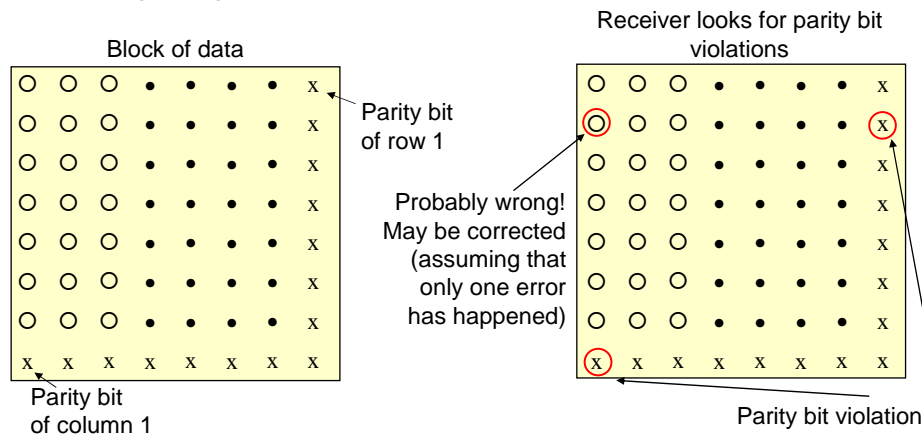 Block of data
Receiver looks for parity bit
violations
x
x
x
x
x
x
x
x x x x x x x x
Parity bit
of row 1
Parity bit
of column 1
x
x
x
x
x
x
x
x x x x x x x x
Probably wrong!
May be corrected
(assuming that
only one error
has happened)
Parity bit violation